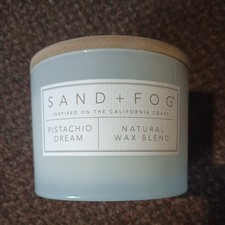 SAND + FOG®
INSPIRED ON THE CALIFORNIA COAST
PISTACHIO DREAM
NATURAL WAX BLEND